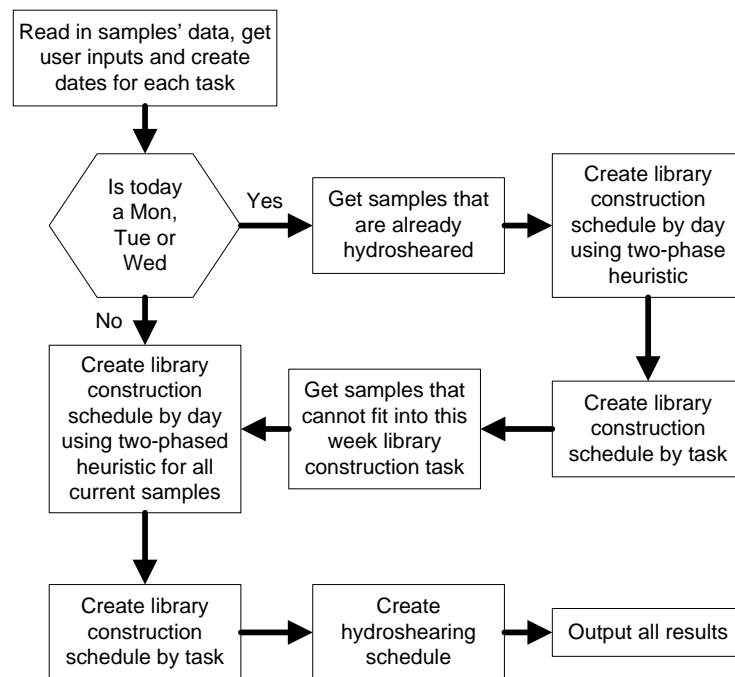 Read in samples’ data, get
user inputs and create
dates for each task
Is today
a Mon,
Tue or
Wed
Yes
Get samples that
are already
hydrosheared
Create library
construction
schedule by day
using two-phase
heuristic
No
Create library
construction
schedule by day
using two-phased
heuristic for all
current samples
Get samples that
cannot fit into this
week library
construction task
Create library
construction
schedule by task
Create library
construction
schedule by task
Create
hydroshearing
schedule
Output all results